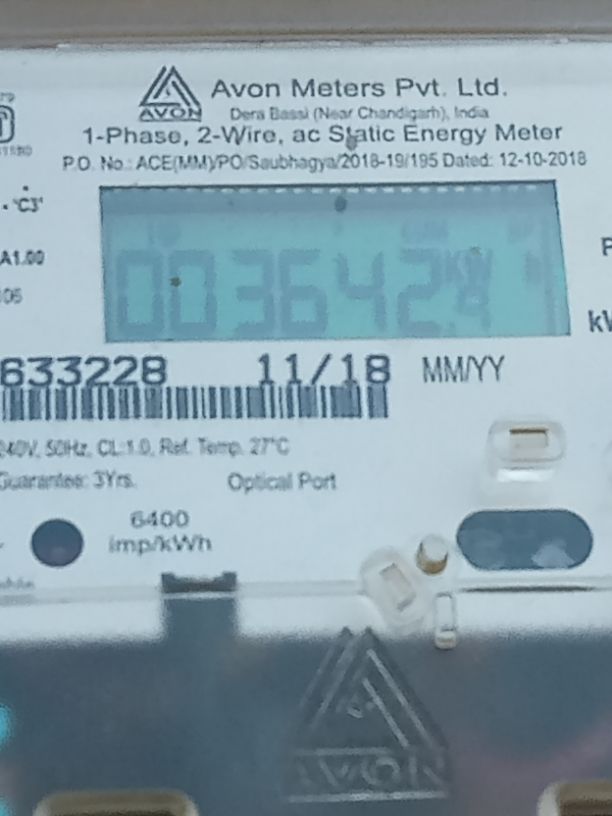 Avon Meters Pvt. Ltd.
AVON
Dera Bassi (Near Chandigarh), India
1-Phase, 2-Wire, ac Static Energy Meter
P.O. No.: ACE(MM)/PO/Saubhagya/2018-19/195 Dated: 12-10-2018
-'C3'
A1.00
003642.9 kW h
633228 11/18 MM/YY
240V, 50Hz, CL:1.0, Ref. Temp. 27°C
Guarantee: 3Yrs. Optical Port
6400
imp/kWh
AVON